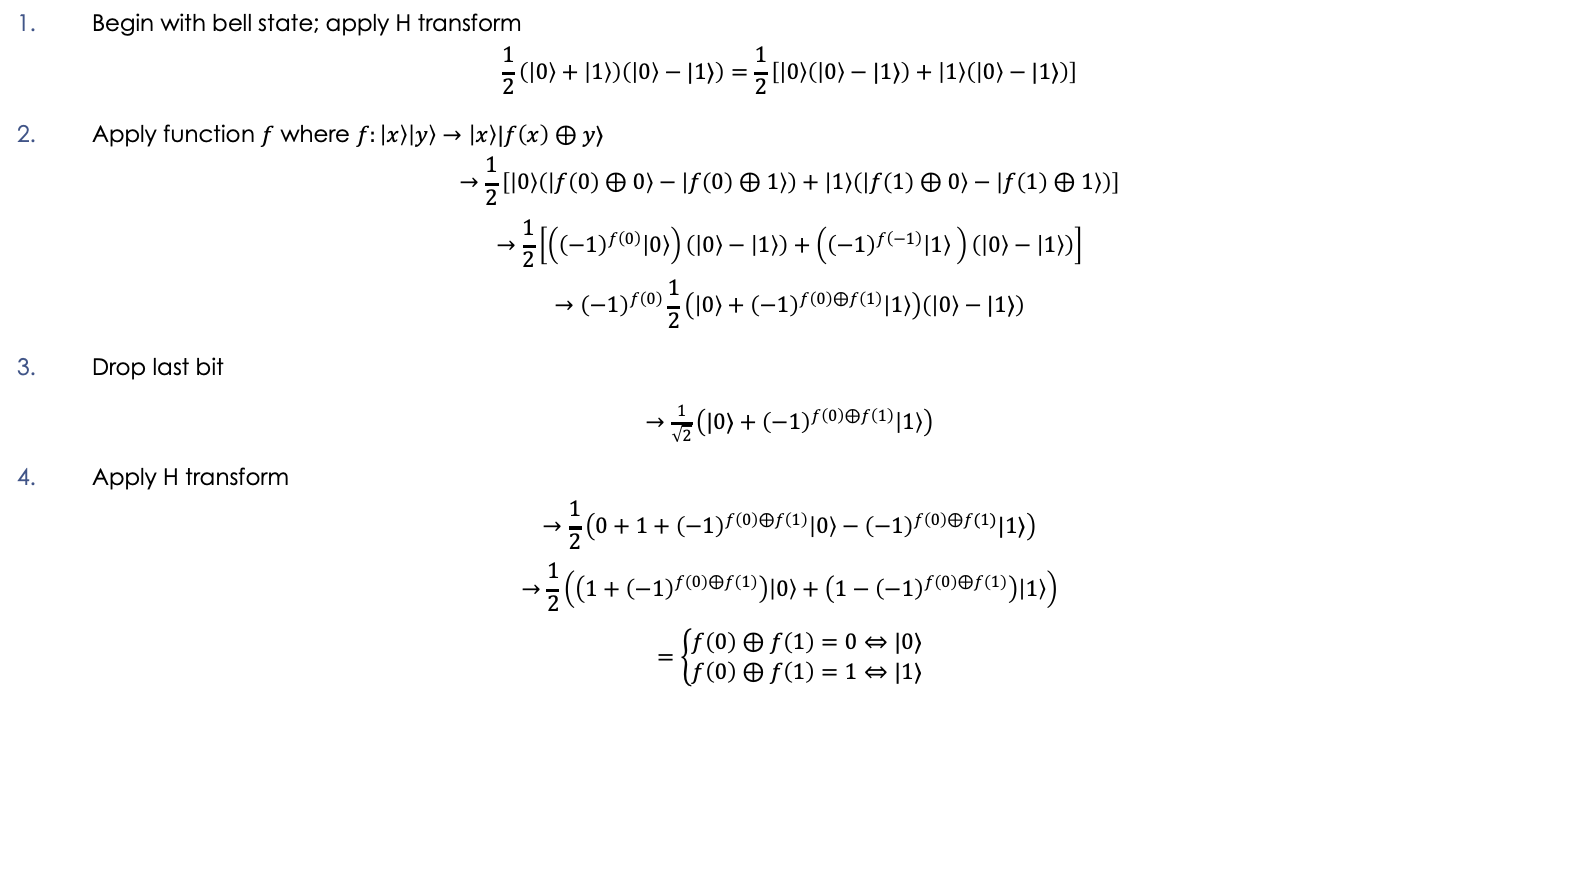 1. Begin with bell state; apply H transform
1/2 (|0⟩ + |1⟩)(|0⟩ − |1⟩) = 1/2 [|0⟩(|0⟩ − |1⟩) + |1⟩(|0⟩ − |1⟩)]
2. Apply function f where f: |x⟩|y⟩ → |x⟩|f(x) ⊕ y⟩
→ 1/2 [|0⟩(|f(0) ⊕ 0⟩ − |f(0) ⊕ 1⟩) + |1⟩(|f(1) ⊕ 0⟩ − |f(1) ⊕ 1⟩)]
→ 1/2 [((−1)^{f(0)}|0⟩) (|0⟩ − |1⟩) + ((−1)^{f(−1)}|1⟩ ) (|0⟩ − |1⟩)]
→ (−1)^{f(0)} 1/2 (|0⟩ + (−1)^{f(0)⊕f(1)}|1⟩)(|0⟩ − |1⟩)
3. Drop last bit
→ 1/√2 (|0⟩ + (−1)^{f(0)⊕f(1)}|1⟩)
4. Apply H transform
→ 1/2 (0 + 1 + (−1)^{f(0)⊕f(1)}|0⟩ − (−1)^{f(0)⊕f(1)}|1⟩)
→ 1/2 ((1 + (−1)^{f(0)⊕f(1)})|0⟩ + (1 − (−1)^{f(0)⊕f(1)})|1⟩)
= { f(0) ⊕ f(1) = 0 ⇔ |0⟩
f(0) ⊕ f(1) = 1 ⇔ |1⟩